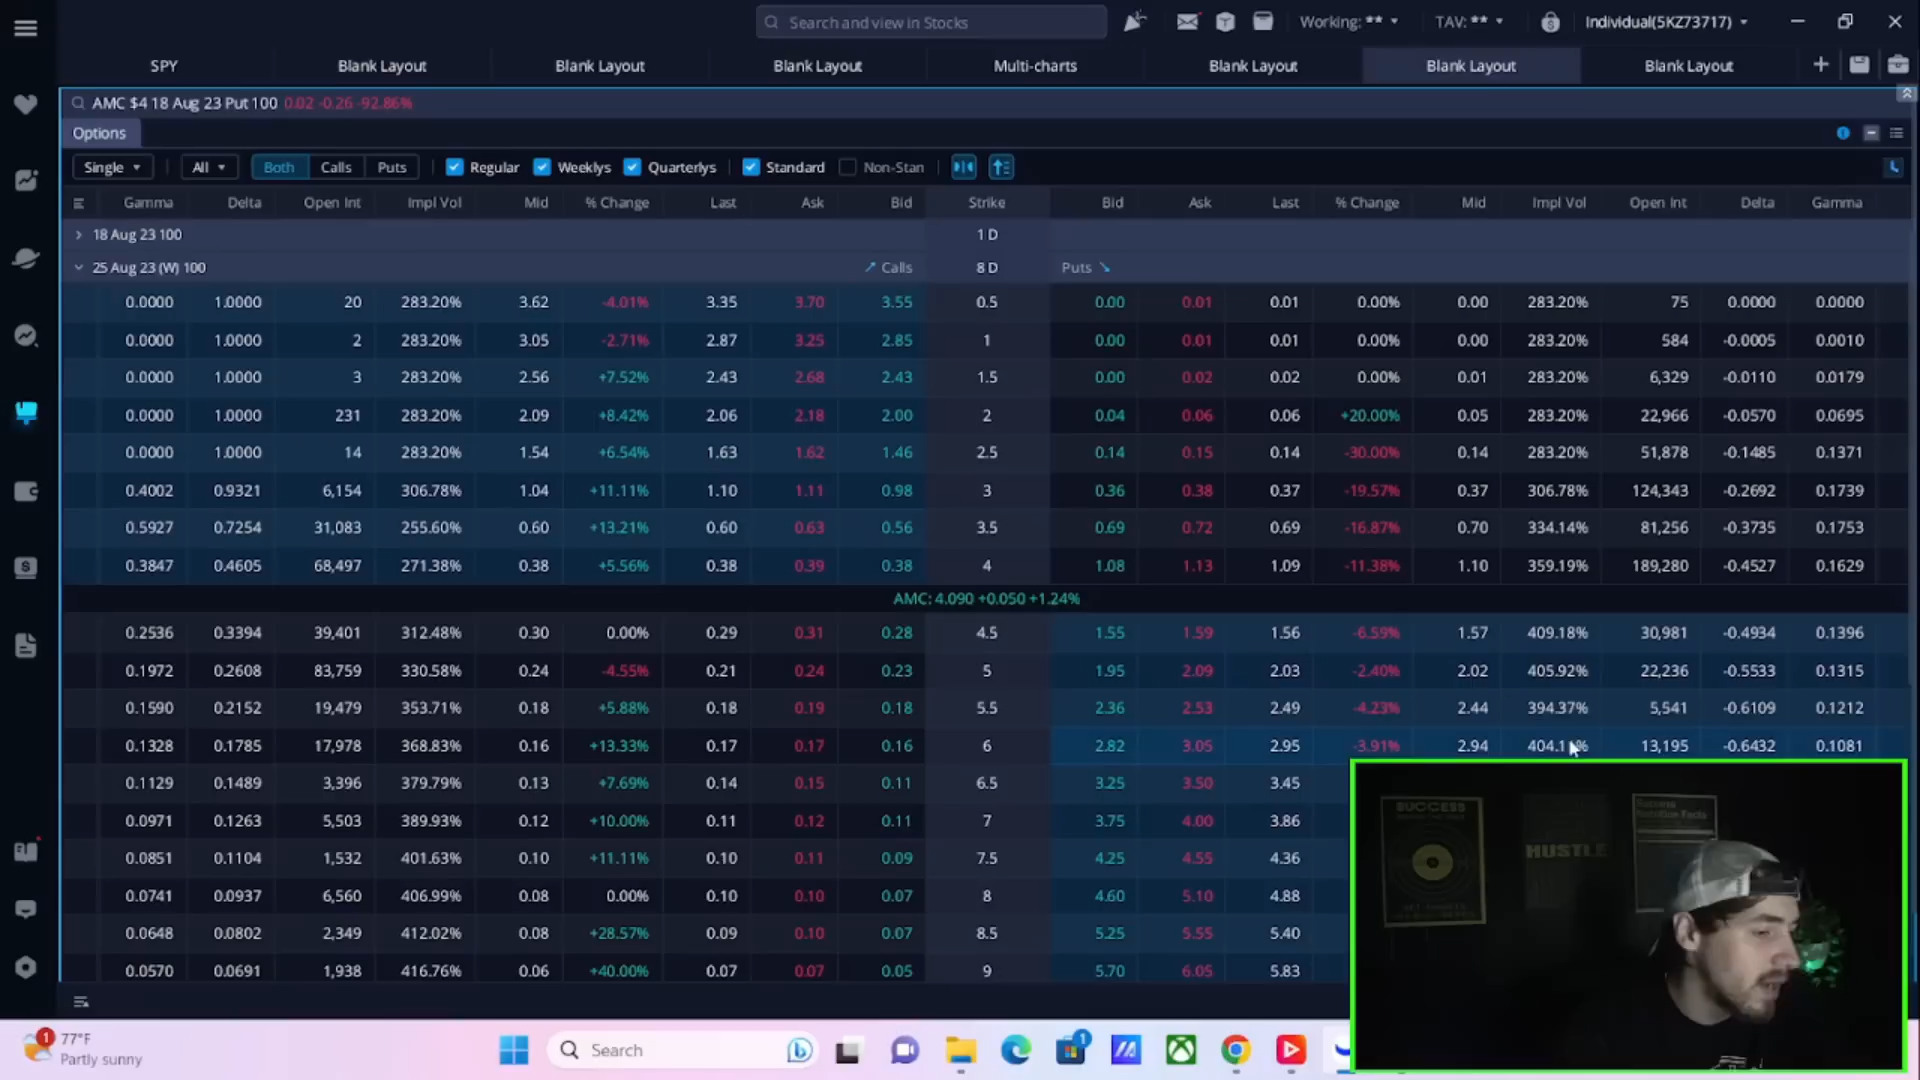 Search and view in Stocks
Working: ** TAV: ** Individual(5KZ73717)
SPY Blank Layout Blank Layout Blank Layout Multi-charts Blank Layout Blank Layout Blank Layout
AMC $4 18 Aug 23 Put 100 0.02 -0.26 -92.86%
Options
Single All Both Calls Puts Regular Weeklys Quarterlys Standard Non-Stan
Gamma Delta Open Int Impl Vol Mid % Change Last Ask Bid Strike Bid Ask Last % Change Mid Impl Vol Open Int Delta Gamma
18 Aug 23 100 1 D
25 Aug 23 (W) 100 Calls 8 D Puts
0.0000 1.0000 20 283.20% 3.62 -4.01% 3.35 3.70 3.55 0.5 0.00 0.01 0.01 0.00% 0.00 283.20% 75 0.0000 0.0000
0.0000 1.0000 2 283.20% 3.05 -2.71% 2.87 3.25 2.85 1 0.00 0.01 0.01 0.00% 0.00 283.20% 584 -0.0005 0.0010
0.0000 1.0000 3 283.20% 2.56 +7.52% 2.43 2.68 2.43 1.5 0.00 0.02 0.02 0.00% 0.01 283.20% 6,329 -0.0110 0.0179
0.0000 1.0000 231 283.20% 2.09 +8.42% 2.06 2.18 2.00 2 0.04 0.06 0.06 +20.00% 0.05 283.20% 22,966 -0.0570 0.0695
0.0000 1.0000 14 283.20% 1.54 +6.54% 1.63 1.62 1.46 2.5 0.14 0.15 0.14 -30.00% 0.14 283.20% 51,878 -0.1485 0.1371
0.4002 0.9321 6,154 306.78% 1.04 +11.11% 1.10 1.11 0.98 3 0.36 0.38 0.37 -19.57% 0.37 306.78% 124,343 -0.2692 0.1739
0.5927 0.7254 31,083 255.60% 0.60 +13.21% 0.60 0.63 0.56 3.5 0.69 0.72 0.69 -16.87% 0.70 334.14% 81,256 -0.3735 0.1753
0.3847 0.4605 68,497 271.38% 0.38 +5.56% 0.38 0.39 0.38 4 1.08 1.13 1.09 -11.38% 1.10 359.19% 189,280 -0.4527 0.1629
AMC: 4.090 +0.050 +1.24%
0.2536 0.3394 39,401 312.48% 0.30 0.00% 0.29 0.31 0.28 4.5 1.55 1.59 1.56 -6.59% 1.57 409.18% 30,981 -0.4934 0.1396
0.1972 0.2608 83,759 330.58% 0.24 -4.55% 0.21 0.24 0.23 5 1.95 2.09 2.03 -2.40% 2.02 405.92% 22,236 -0.5533 0.1315
0.1590 0.2152 19,479 353.71% 0.18 +5.88% 0.18 0.19 0.18 5.5 2.36 2.53 2.49 -4.23% 2.44 394.37% 5,541 -0.6109 0.1212
0.1328 0.1785 17,978 368.83% 0.16 +13.33% 0.17 0.17 0.16 6 2.82 3.05 2.95 -3.91% 2.94 13,195 -0.6432 0.1081
0.1129 0.1489 3,396 379.79% 0.13 +7.69% 0.14 0.15 0.11 6.5 3.25 3.50 3.45
0.0971 0.1263 5,503 389.93% 0.12 +10.00% 0.11 0.12 0.11 7 3.75 4.00 3.86
0.0851 0.1104 1,532 401.63% 0.10 +11.11% 0.10 0.11 0.09 7.5 4.25 4.55 4.36
0.0741 0.0937 6,560 406.99% 0.08 0.00% 0.10 0.10 0.07 8 4.60 5.10 4.88
0.0648 0.0802 2,349 412.02% 0.08 +28.57% 0.09 0.10 0.07 8.5 5.25 5.55 5.40
0.0570 0.0691 1,938 416.76% 0.06 +40.00% 0.07 0.07 0.05 9 5.70 6.05 5.83
SUCCESS
HUSTLE
Success
Nutrition Facts
1
77°F
Partly sunny
Search
1